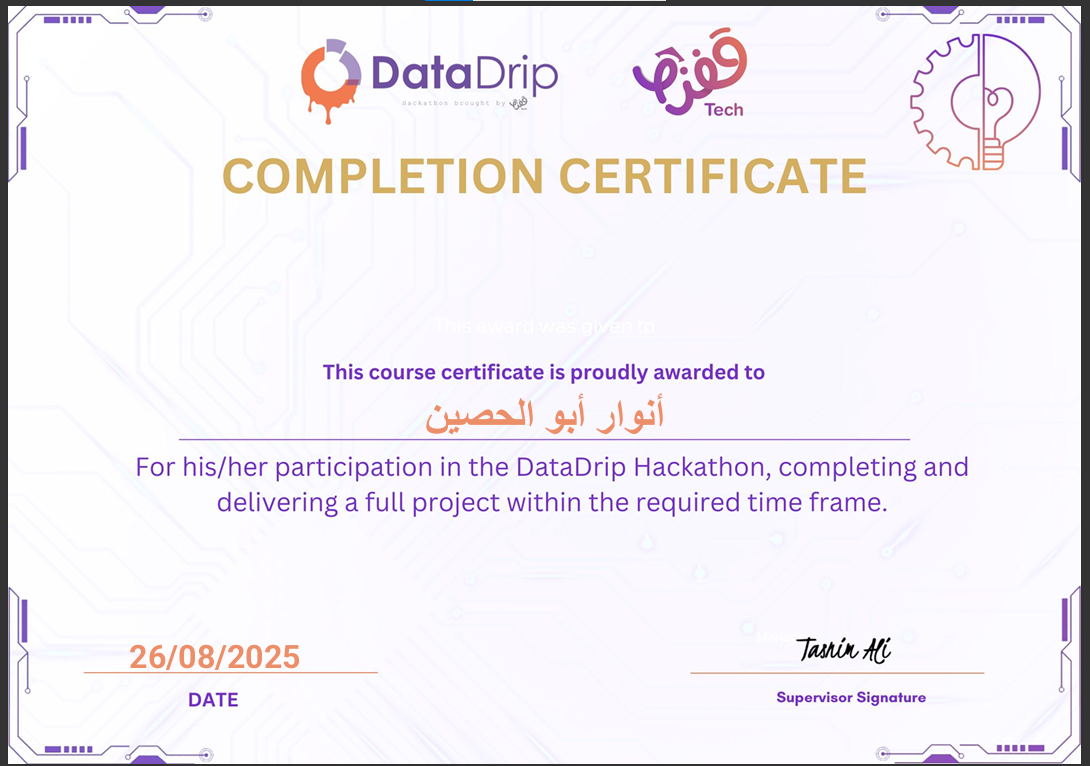 DataDrip
Hackathon brought by قفزة
قفزة
Tech
COMPLETION CERTIFICATE
This award was given to
This course certificate is proudly awarded to
أنوار أبو الحصين
For his/her participation in the DataDrip Hackathon, completing and
delivering a full project within the required time frame.
26/08/2025
DATE
Tasnim Ali
Supervisor Signature